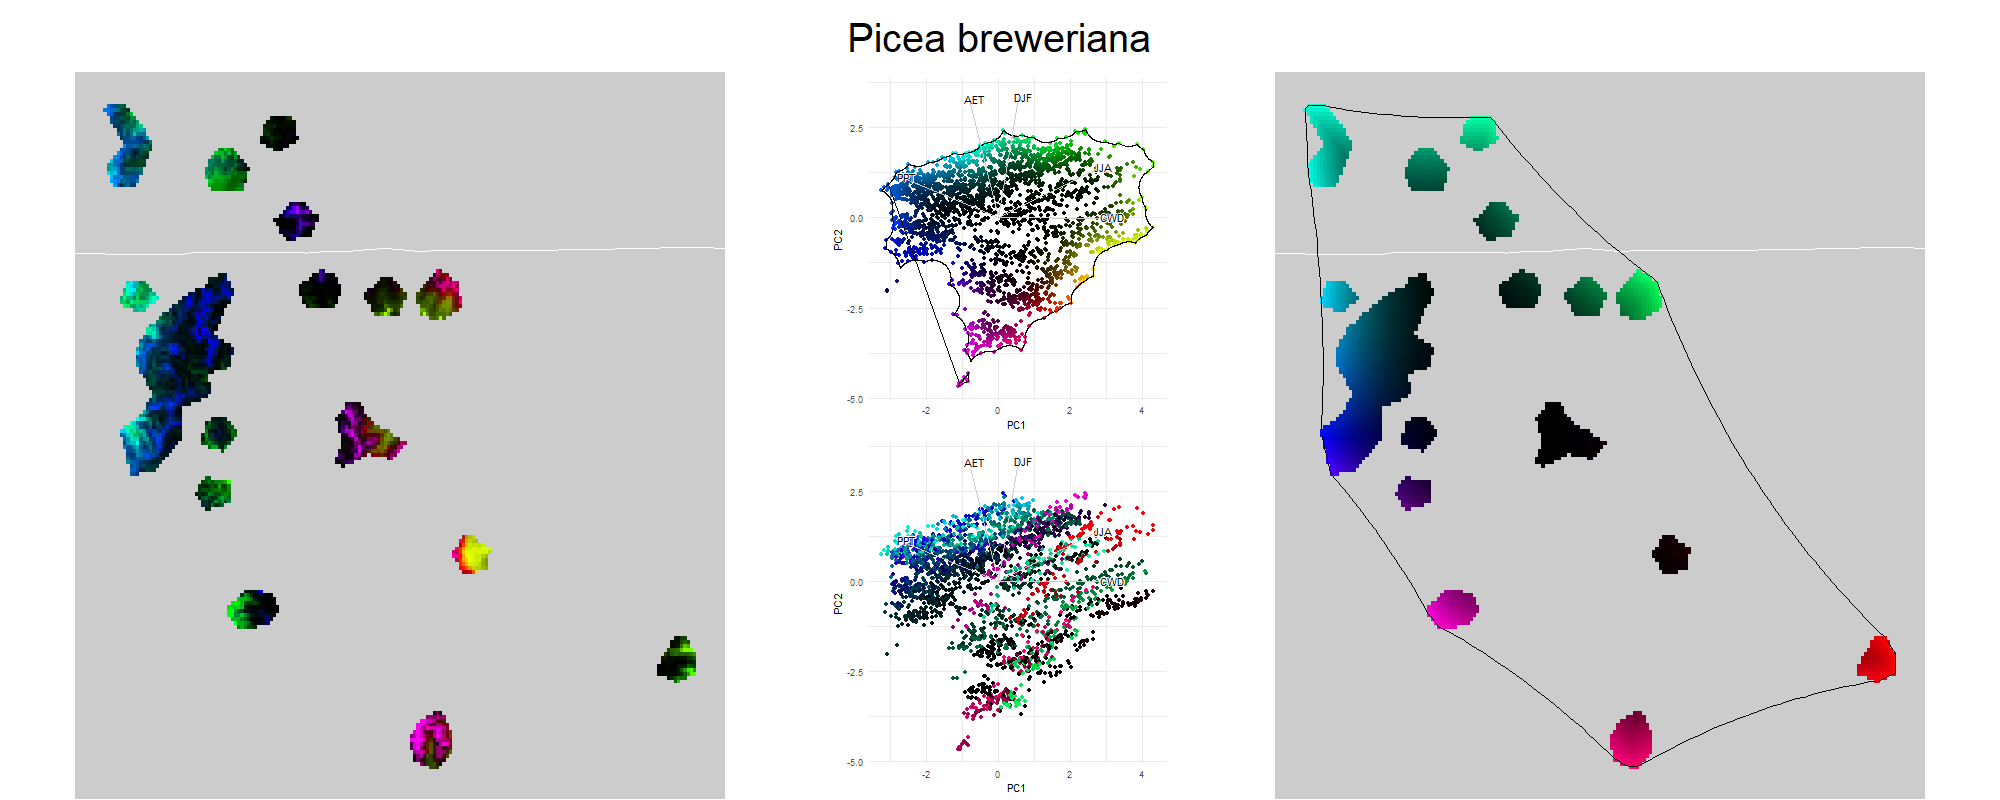 Picea breweriana
AET
DJF
2.5
PPT
JJA
0.0
CWD
PC2
-2.5
-5.0
-2
0
2
4
PC1
AET
DJF
2.5
PPT
JJA
0.0
CWD
PC2
-2.5
-5.0
-2
0
2
4
PC1